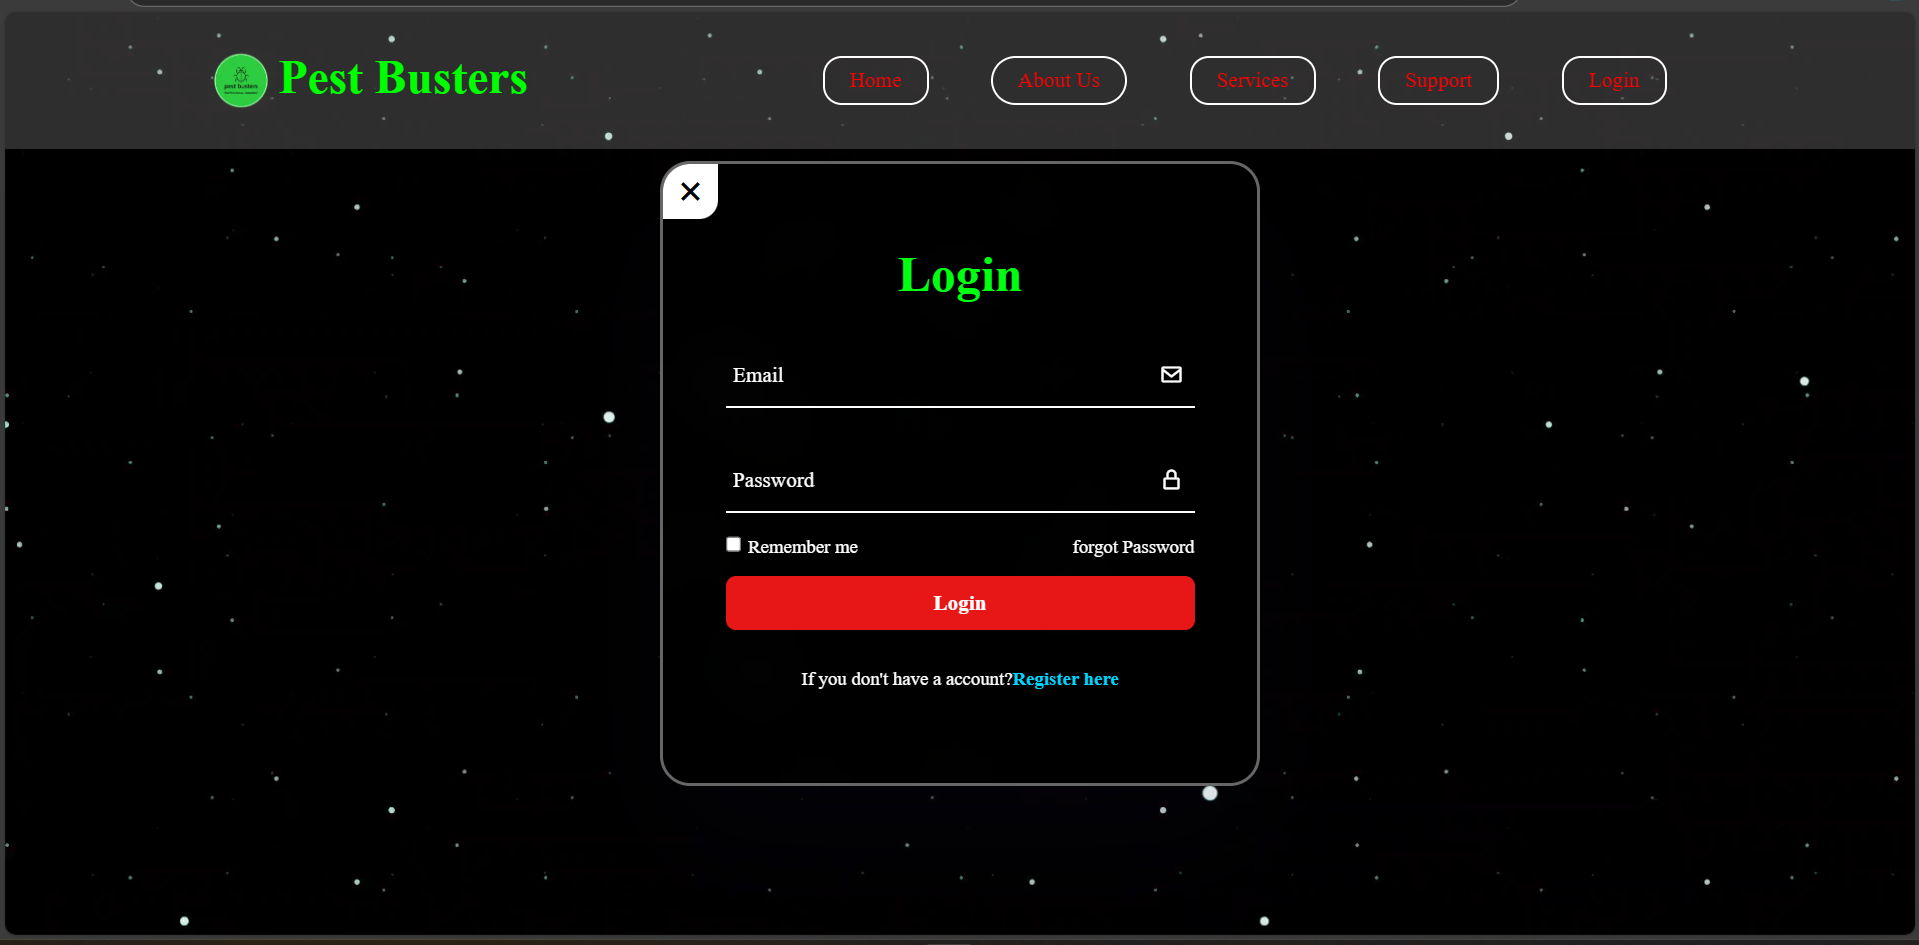 Pest Busters
Home
About Us
Services
Support
Login
pest busters
Login
Email
Password
Remember me
forgot Password
Login
If you don't have a account?Register here